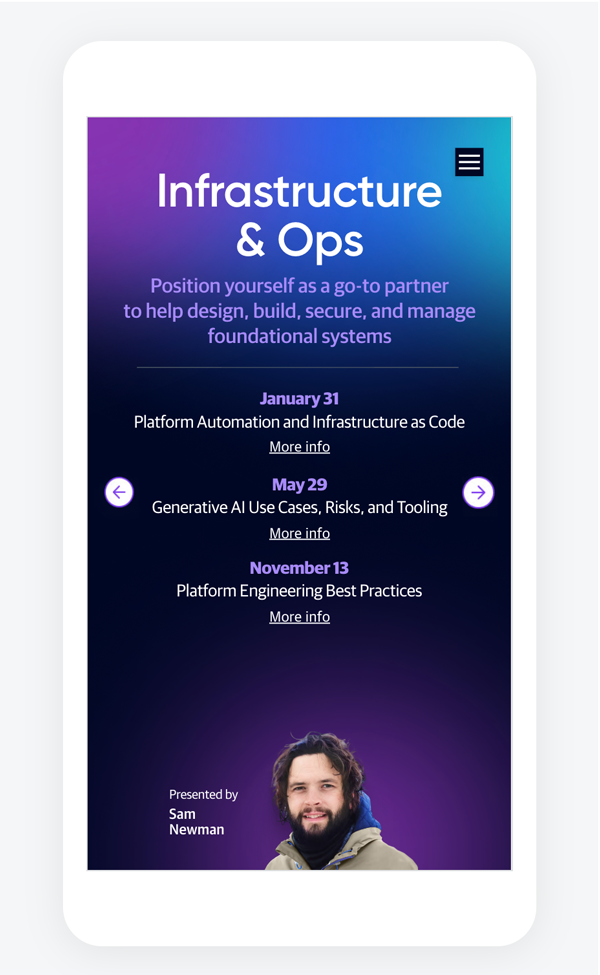 Infrastructure
& Ops
Position yourself as a go-to partner
to help design, build, secure, and manage
foundational systems
January 31
Platform Automation and Infrastructure as Code
More info
May 29
Generative AI Use Cases, Risks, and Tooling
More info
November 13
Platform Engineering Best Practices
More info
Presented by
Sam
Newman